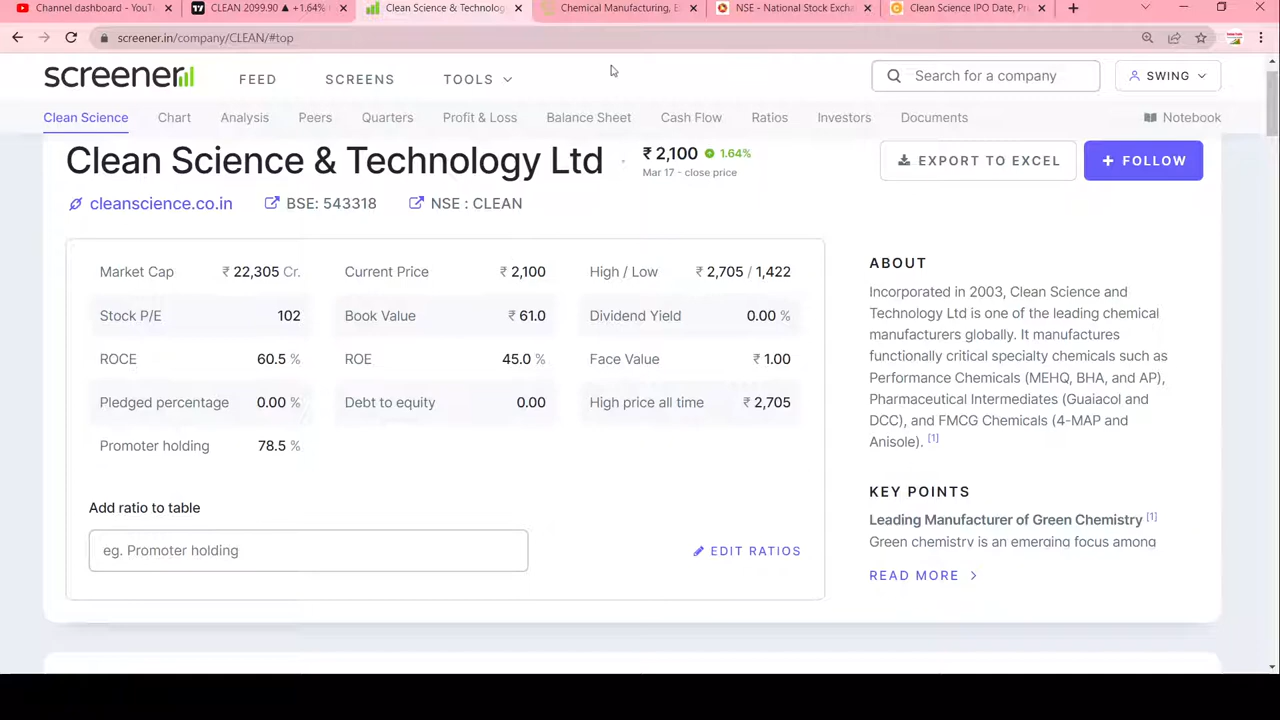 Channel dashboard - YouT
CLEAN 2099.90 ▲ +1.64%
Clean Science & Technolog
Chemical Manufacturing, E
NSE - National Stock Excha
Clean Science IPO Date, Pr
screener.in/company/CLEAN/#top
screener
FEED
SCREENS
TOOLS
Search for a company
SWING
Clean Science
Chart
Analysis
Peers
Quarters
Profit & Loss
Balance Sheet
Cash Flow
Ratios
Investors
Documents
Notebook
Clean Science & Technology Ltd
₹ 2,100 1.64%
Mar 17 - close price
EXPORT TO EXCEL
+ FOLLOW
cleanscience.co.in
BSE: 543318
NSE : CLEAN
Market Cap ₹ 22,305 Cr.
Current Price ₹ 2,100
High / Low ₹ 2,705 / 1,422
Stock P/E 102
Book Value ₹ 61.0
Dividend Yield 0.00 %
ROCE 60.5 %
ROE 45.0 %
Face Value ₹ 1.00
Pledged percentage 0.00 %
Debt to equity 0.00
High price all time ₹ 2,705
Promoter holding 78.5 %
Add ratio to table
eg. Promoter holding
EDIT RATIOS
ABOUT
Incorporated in 2003, Clean Science and
Technology Ltd is one of the leading chemical
manufacturers globally. It manufactures
functionally critical specialty chemicals such as
Performance Chemicals (MEHQ, BHA, and AP),
Pharmaceutical Intermediates (Guaiacol and
DCC), and FMCG Chemicals (4-MAP and
Anisole). [1]
KEY POINTS
Leading Manufacturer of Green Chemistry [1]
Green chemistry is an emerging focus among
READ MORE